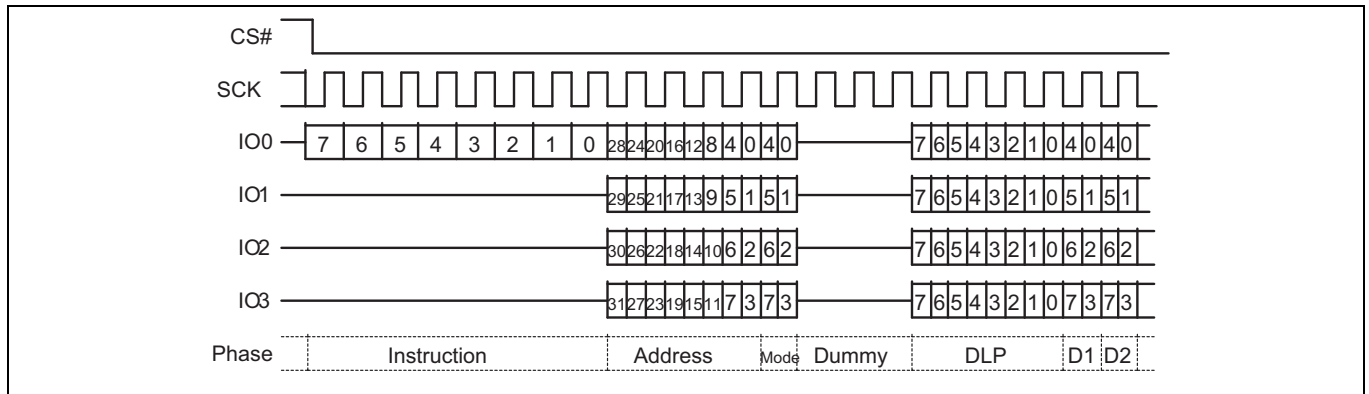 CS#
SCK
IO0 7 6 5 4 3 2 1 0 28 24 20 16 12 8 4 0 4 0 7 6 5 4 3 2 1 0 4 0 4 0
IO1 29 25 21 17 13 9 5 1 5 1 7 6 5 4 3 2 1 0 5 1 5 1
IO2 30 26 22 18 14 10 6 2 6 2 7 6 5 4 3 2 1 0 6 2 6 2
IO3 31 27 23 19 15 11 7 3 7 3 7 6 5 4 3 2 1 0 7 3 7 3
Phase Instruction Address Mode Dummy DLP D1 D2